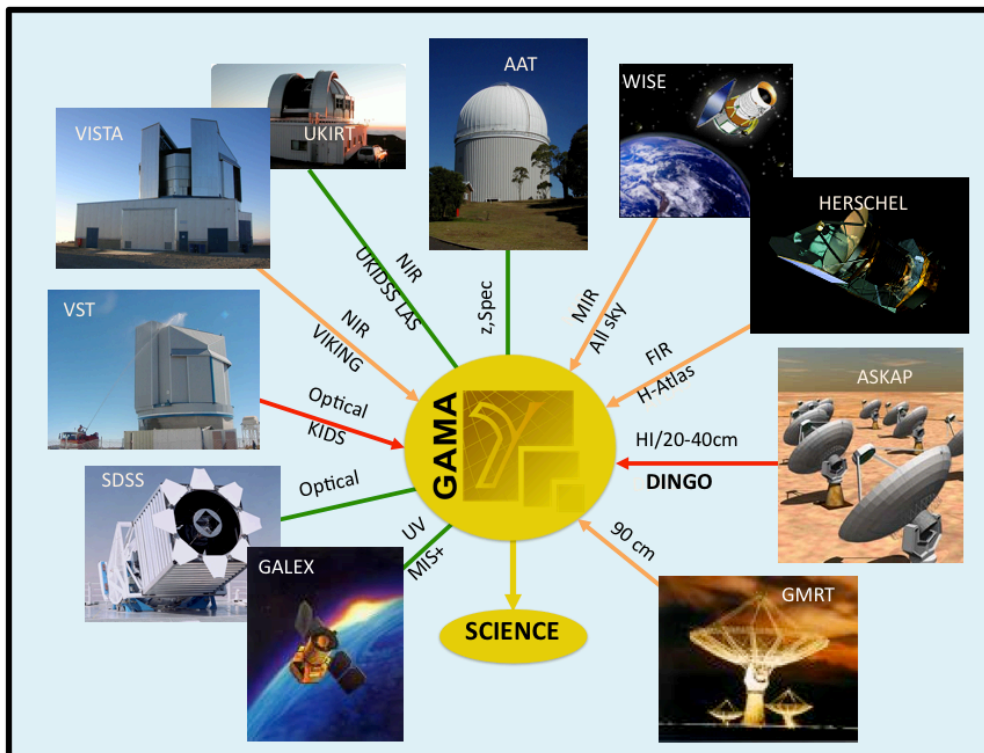 AAT
WISE
UKIRT
VISTA
HERSCHEL
NIR
UKIDSS LAS
z,Spec
MIR
All sky
NIR
VIKING
FIR
H-Atlas
VST
ASKAP
Optical
KIDS
GAMA
HI/20-40cm
DINGO
SDSS
Optical
UV
MIS+
90 cm
GALEX
GMRT
SCIENCE